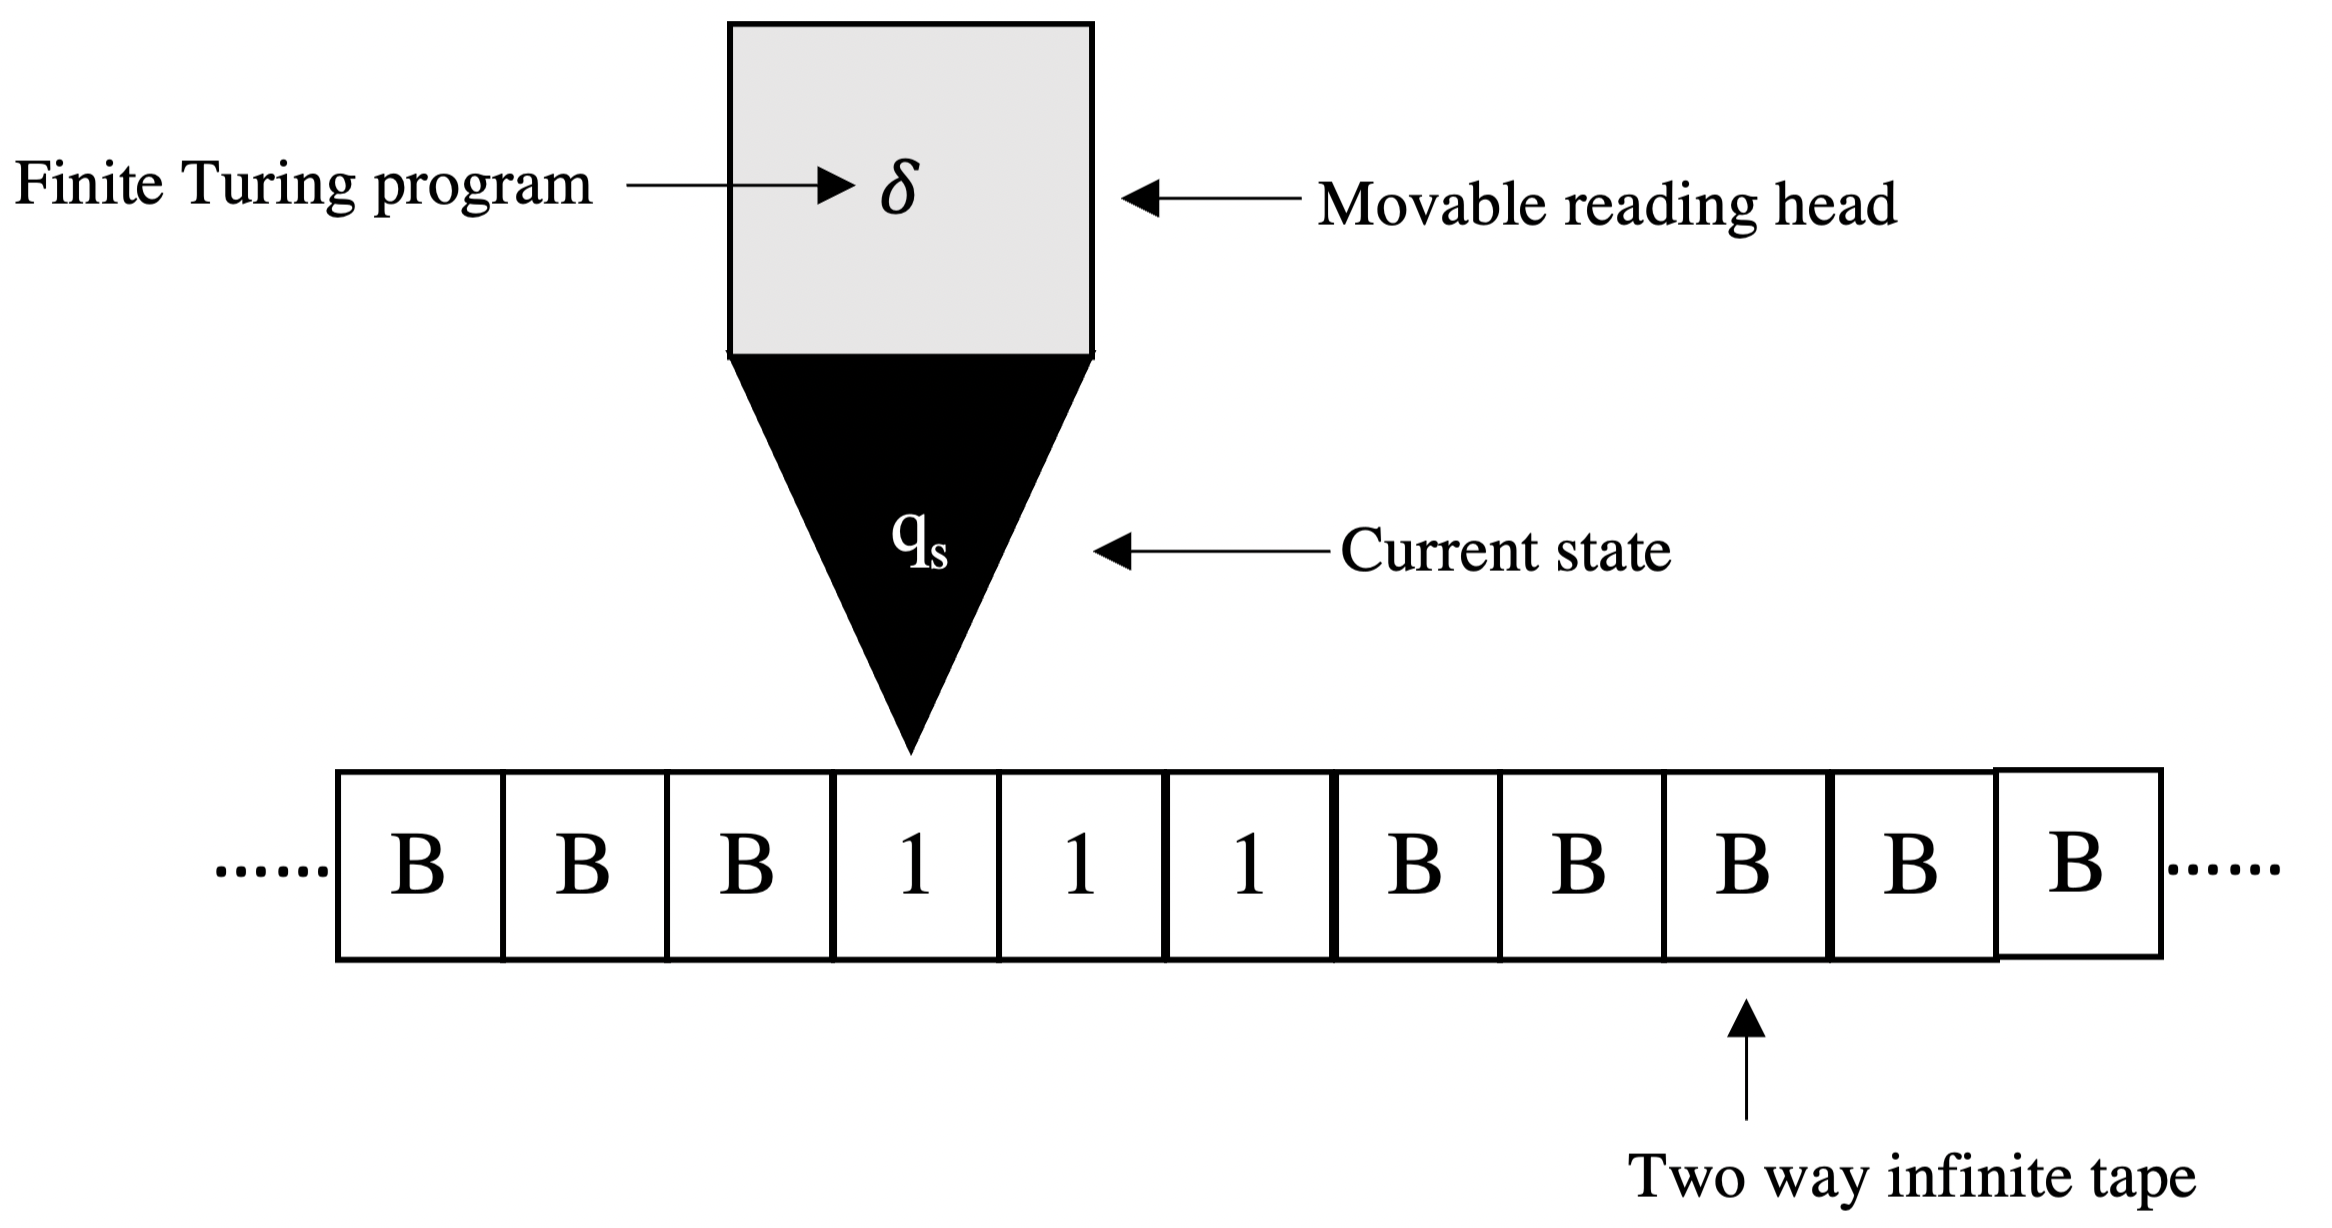 δ
Finite Turing program
Movable reading head
qs
Current state
...... B B B 1 1 1 B B B B B ......
Two way infinite tape